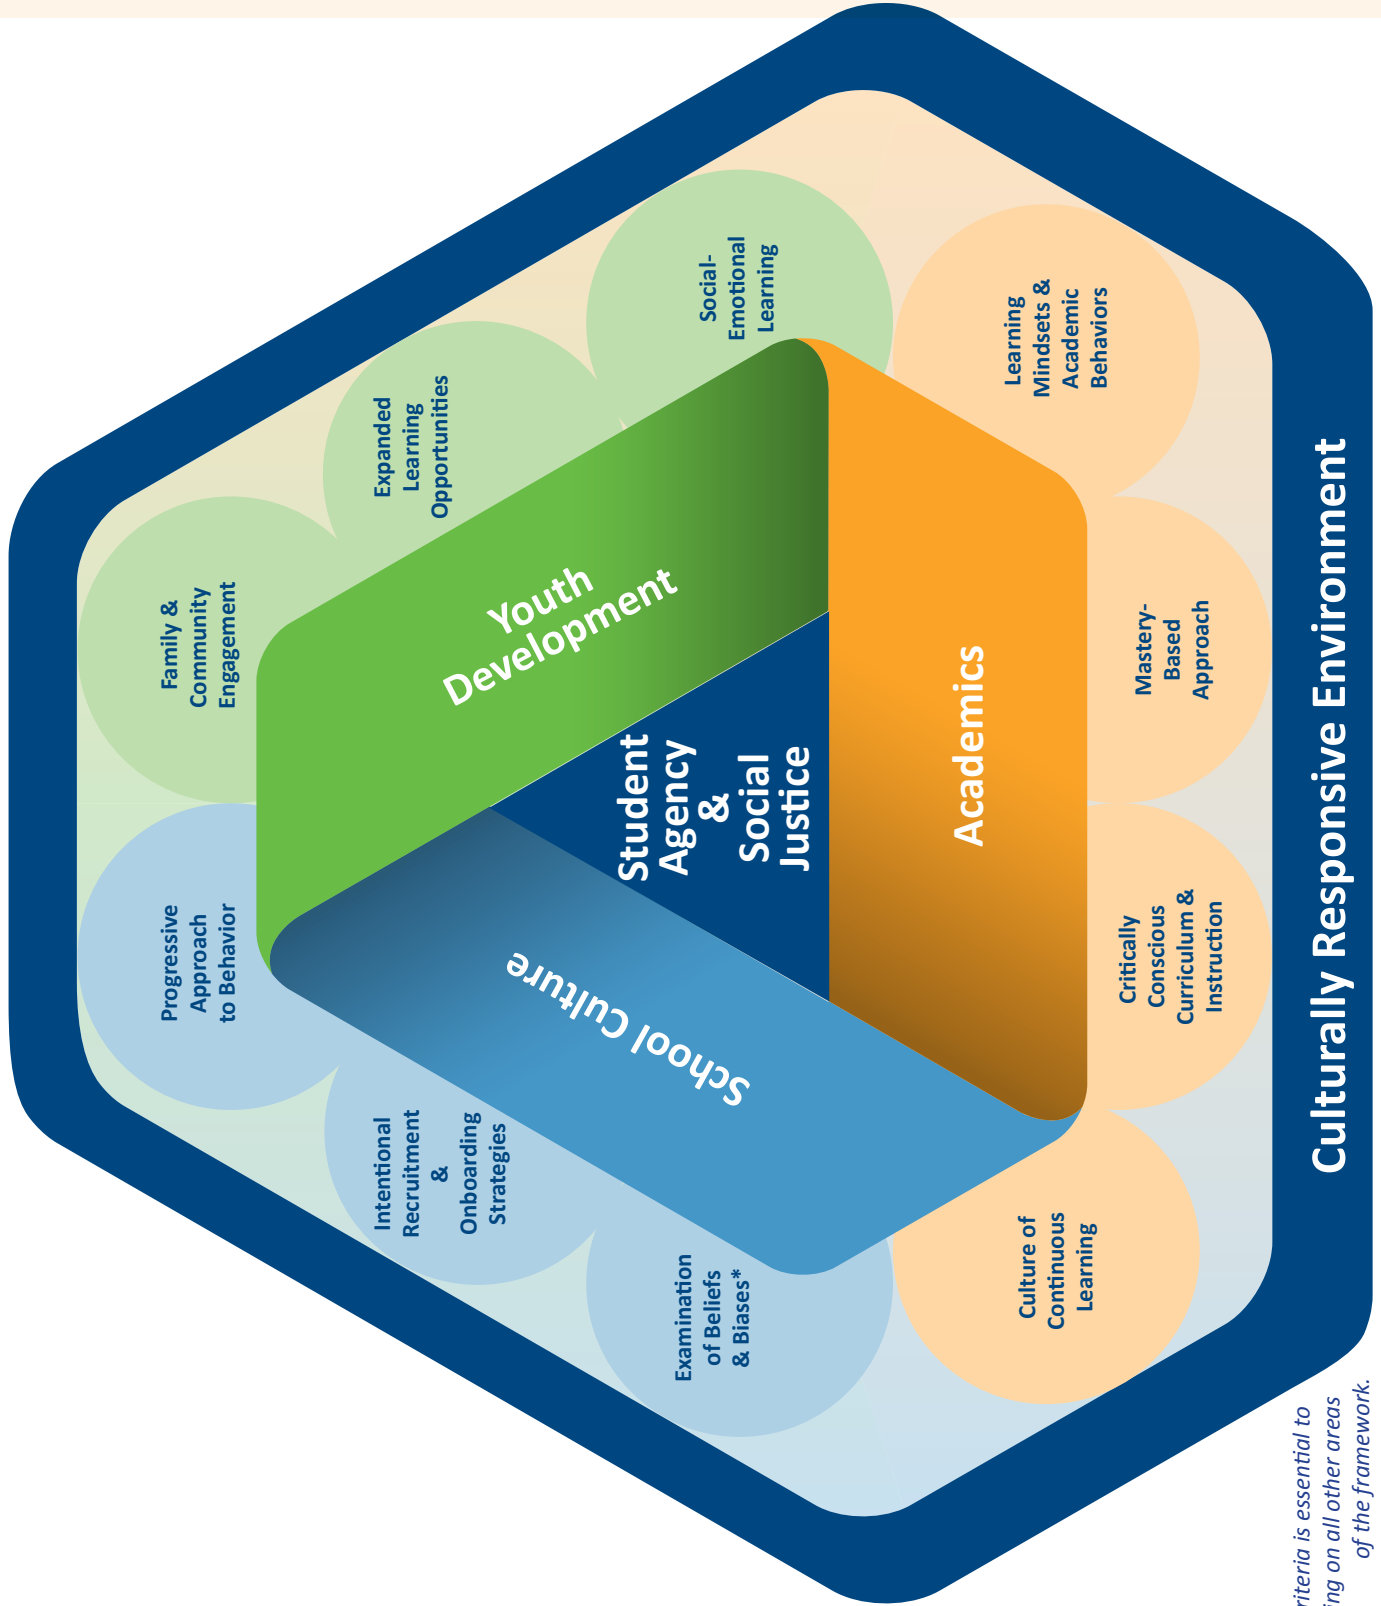 Student
Agency
&
Social
Justice
Youth
Development
Academics
School Culture
Social-
Emotional
Learning
Expanded
Learning
Opportunities
Family &
Community
Engagement
Progressive
Approach
to Behavior
Intentional
Recruitment
&
Onboarding
Strategies
Examination
of Beliefs
& Biases*
Culture of
Continuous
Learning
Critically
Conscious
Curriculum &
Instruction
Mastery-
Based
Approach
Learning
Mindsets &
Academic
Behaviors
Culturally Responsive Environment
is essential to
on all other areas
of the framework.